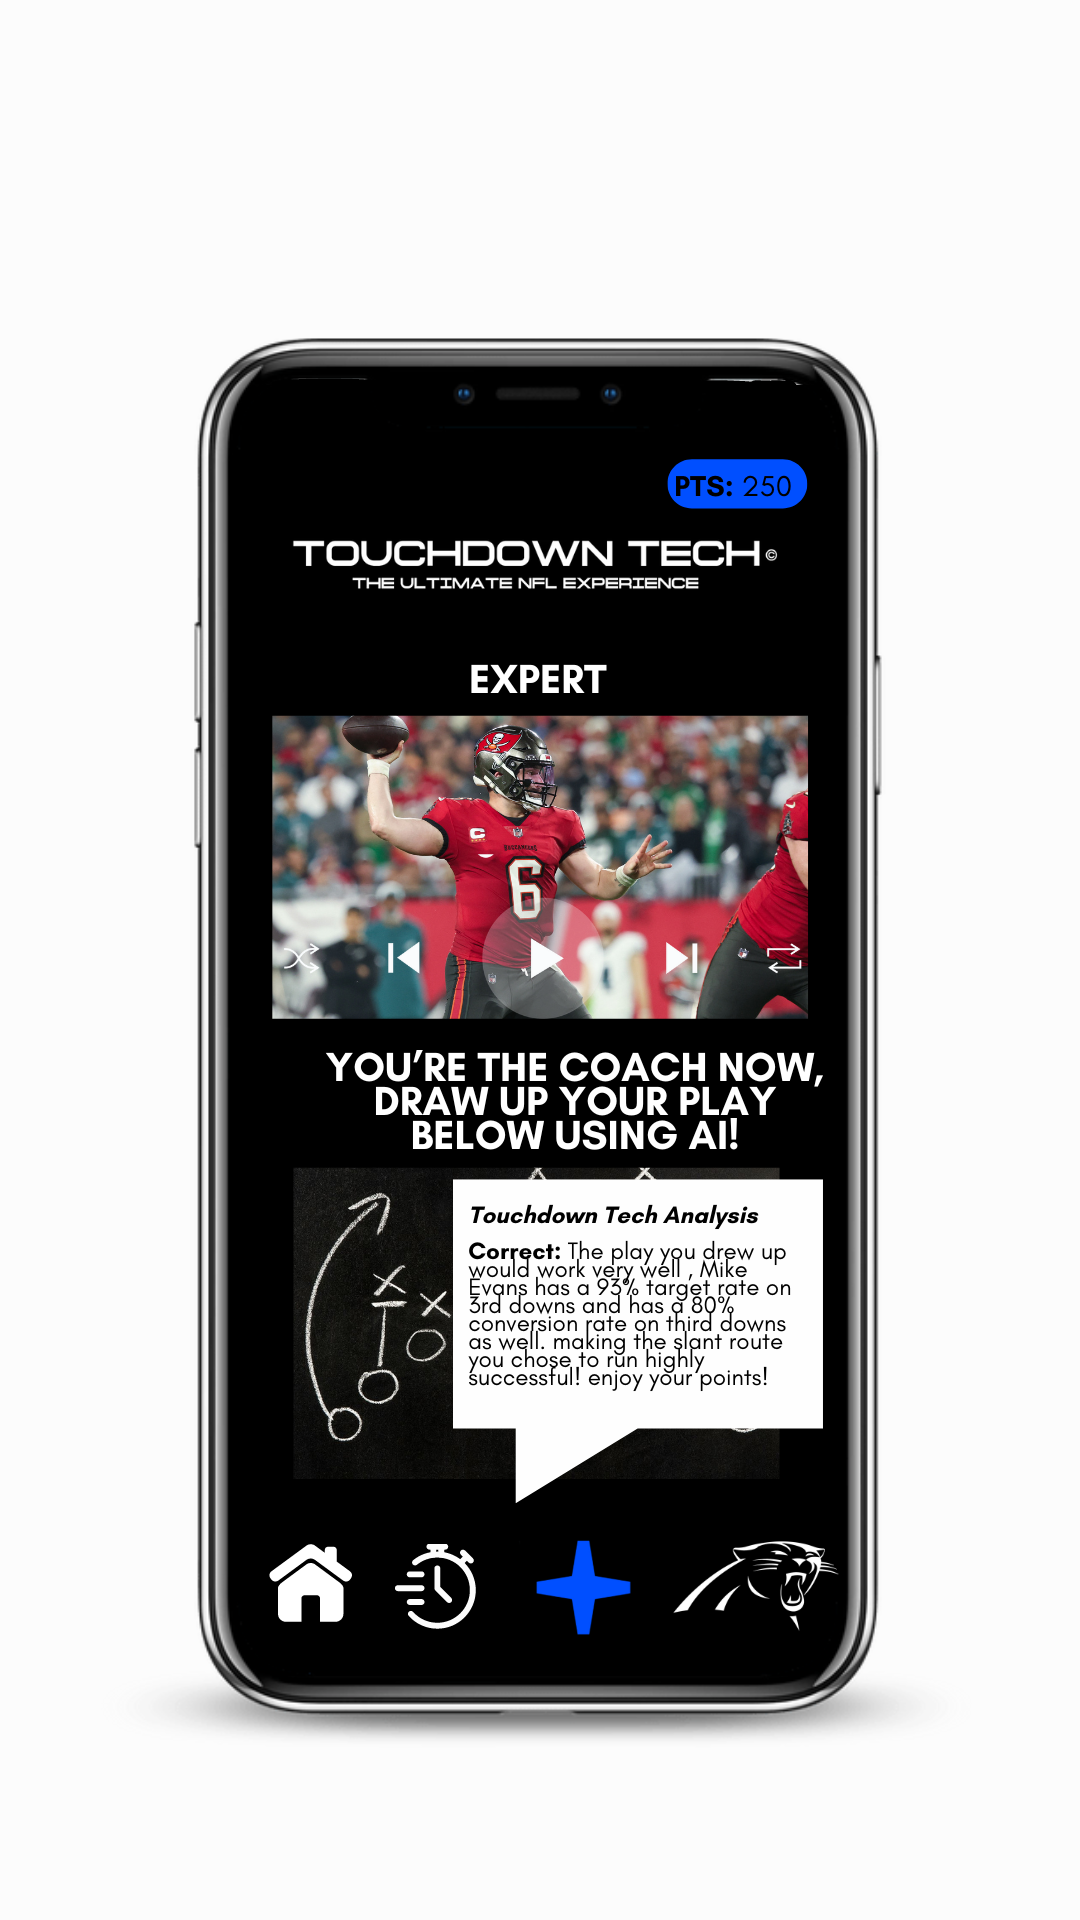 PTS: 250
TOUCHDOWN TECH ©
THE ULTIMATE NFL EXPERIENCE
EXPERT
C
BUCCANEERS
6
4
YOU’RE THE COACH NOW,
DRAW UP YOUR PLAY
BELOW USING AI!
Touchdown Tech Analysis
Correct: The play you drew up
would work very well , Mike
Evans has a 93% target rate on
3rd downs and has a 80%
conversion rate on third downs
as well. making the slant route
you chose to run highly
successful! enjoy your points!